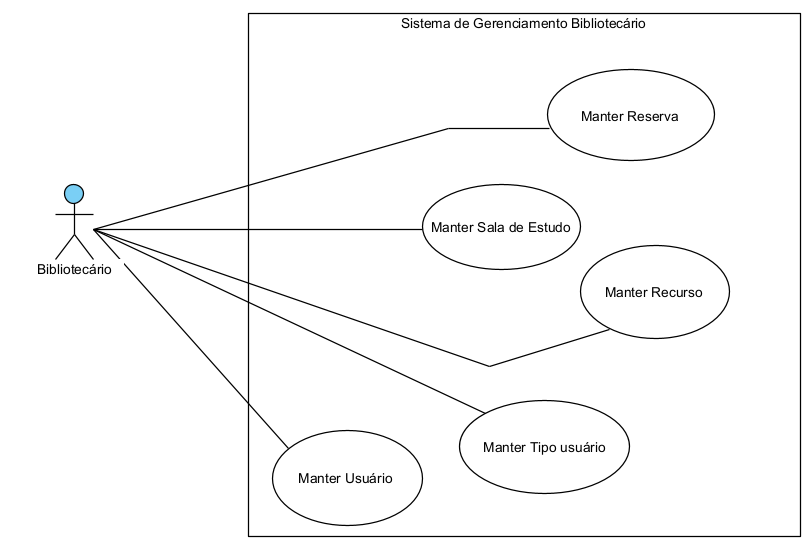 Sistema de Gerenciamento Bibliotecário
Manter Reserva
Manter Sala de Estudo
Bibliotecário
Manter Recurso
Manter Tipo usuário
Manter Usuário